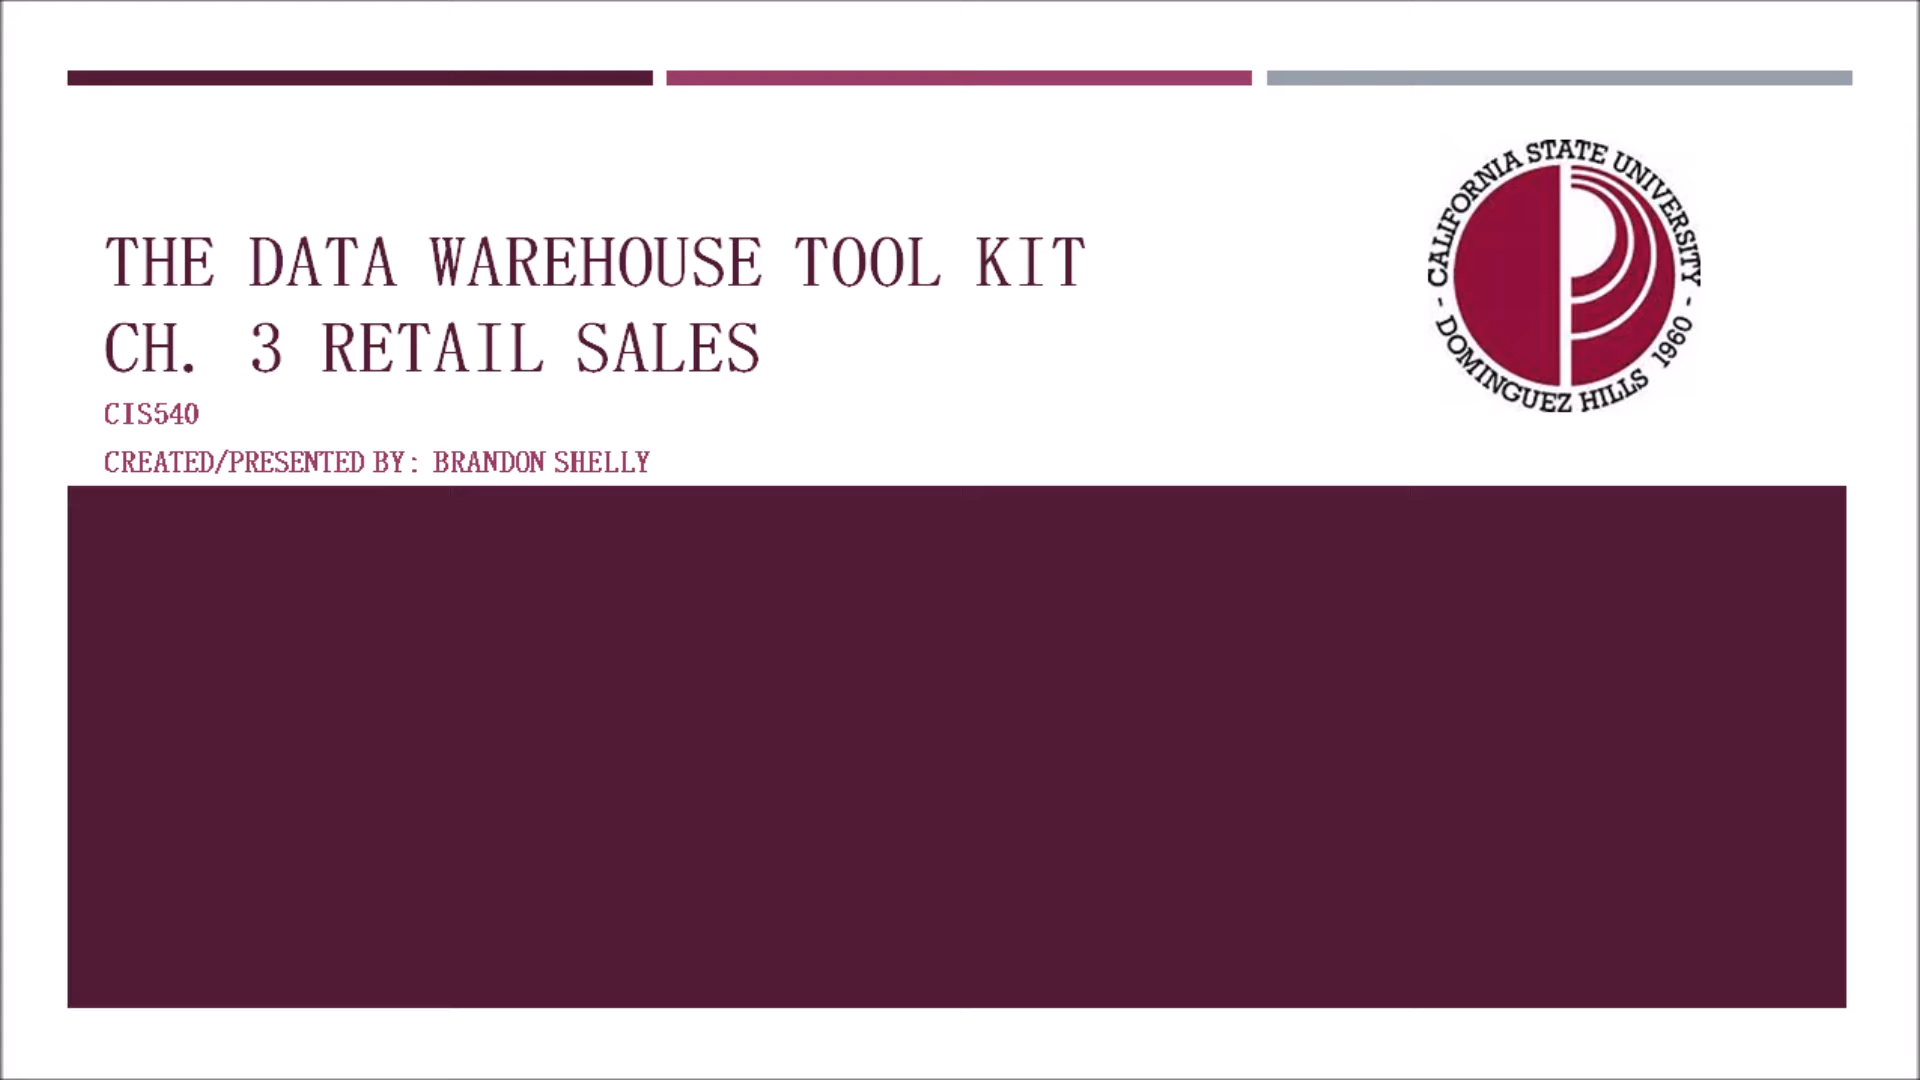 THE DATA WAREHOUSE TOOL KIT
CH. 3 RETAIL SALES
CIS540
CREATED/PRESENTED BY: BRANDON SHELLY
CALIFORNIA STATE UNIVERSITY
- DOMINGUEZ HILLS 1960 -